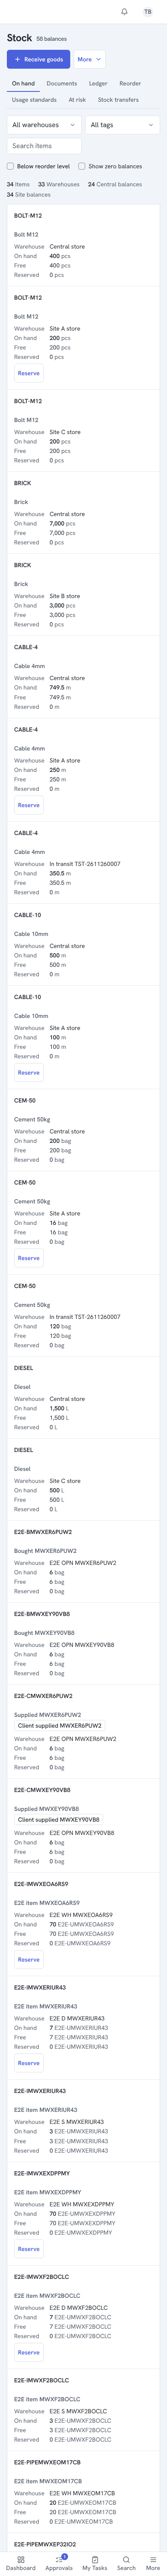 TB
Stock 58 balances
Receive goods More
On hand Documents Ledger Reorder
Usage standards At risk Stock transfers
All warehouses All tags
Search items
Below reorder level Show zero balances
34 Items 33 Warehouses 24 Central balances
34 Site balances
BOLT-M12
Bolt M12
Warehouse Central store
On hand 400 pcs
Free 400 pcs
Reserved 0 pcs
BOLT-M12
Bolt M12
Warehouse Site A store
On hand 200 pcs
Free 200 pcs
Reserved 0 pcs
Reserve
BOLT-M12
Bolt M12
Warehouse Site C store
On hand 200 pcs
Free 200 pcs
Reserved 0 pcs
BRICK
Brick
Warehouse Central store
On hand 7,000 pcs
Free 7,000 pcs
Reserved 0 pcs
BRICK
Brick
Warehouse Site B store
On hand 3,000 pcs
Free 3,000 pcs
Reserved 0 pcs
CABLE-4
Cable 4mm
Warehouse Central store
On hand 749.5 m
Free 749.5 m
Reserved 0 m
CABLE-4
Cable 4mm
Warehouse Site A store
On hand 250 m
Free 250 m
Reserved 0 m
Reserve
CABLE-4
Cable 4mm
Warehouse In transit TST-2611260007
On hand 350.5 m
Free 350.5 m
Reserved 0 m
CABLE-10
Cable 10mm
Warehouse Central store
On hand 500 m
Free 500 m
Reserved 0 m
CABLE-10
Cable 10mm
Warehouse Site A store
On hand 100 m
Free 100 m
Reserved 0 m
Reserve
CEM-50
Cement 50kg
Warehouse Central store
On hand 200 bag
Free 200 bag
Reserved 0 bag
CEM-50
Cement 50kg
Warehouse Site A store
On hand 16 bag
Free 16 bag
Reserved 0 bag
Reserve
CEM-50
Cement 50kg
Warehouse In transit TST-2611260007
On hand 120 bag
Free 120 bag
Reserved 0 bag
DIESEL
Diesel
Warehouse Central store
On hand 1,500 L
Free 1,500 L
Reserved 0 L
DIESEL
Diesel
Warehouse Site C store
On hand 500 L
Free 500 L
Reserved 0 L
E2E-BMWXER6PUW2
Bought MWXER6PUW2
Warehouse E2E OPN MWXER6PUW2
On hand 6 bag
Free 6 bag
Reserved 0 bag
E2E-BMWXEY90VB8
Bought MWXEY90VB8
Warehouse E2E OPN MWXEY90VB8
On hand 6 bag
Free 6 bag
Reserved 0 bag
E2E-CMWXER6PUW2
Supplied MWXER6PUW2
Client supplied MWXER6PUW2
Warehouse E2E OPN MWXER6PUW2
On hand 6 bag
Free 6 bag
Reserved 0 bag
E2E-CMWXEY90VB8
Supplied MWXEY90VB8
Client supplied MWXEY90VB8
Warehouse E2E OPN MWXEY90VB8
On hand 6 bag
Free 6 bag
Reserved 0 bag
E2E-IMWXEOA6RS9
E2E item MWXEOA6RS9
Warehouse E2E WH MWXEOA6RS9
On hand 70 E2E-UMWXEOA6RS9
Free 70 E2E-UMWXEOA6RS9
Reserved 0 E2E-UMWXEOA6RS9
Reserve
E2E-IMWXERIUR43
E2E Item MWXERIUR43
Warehouse E2E D MWXERIUR43
On hand 7 E2E-UMWXERIUR43
Free 7 E2E-UMWXERIUR43
Reserved 0 E2E-UMWXERIUR43
Reserve
E2E-IMWXERIUR43
E2E Item MWXERIUR43
Warehouse E2E S MWXERIUR43
On hand 3 E2E-UMWXERIUR43
Free 3 E2E-UMWXERIUR43
Reserved 0 E2E-UMWXERIUR43
E2E-IMWXEXDPPMY
E2E item MWXEXDPPMY
Warehouse E2E WH MWXEXDPPMY
On hand 70 E2E-UMWXEXDPPMY
Free 70 E2E-UMWXEXDPPMY
Reserved 0 E2E-UMWXEXDPPMY
Reserve
E2E-IMWXF2BOCLC
E2E Item MWXF2BOCLC
Warehouse E2E D MWXF2BOCLC
On hand 7 E2E-UMWXF2BOCLC
Free 7 E2E-UMWXF2BOCLC
Reserved 0 E2E-UMWXF2BOCLC
Reserve
E2E-IMWXF2BOCLC
E2E Item MWXF2BOCLC
Warehouse E2E S MWXF2BOCLC
On hand 3 E2E-UMWXF2BOCLC
Free 3 E2E-UMWXF2BOCLC
Reserved 0 E2E-UMWXF2BOCLC
E2E-PIPEMWXEOM17CB
E2E Item MWXEOM17CB
Warehouse E2E WH MWXEOM17CB
On hand 20 E2E-UMWXEOM17CB
Free 20 E2E-UMWXEOM17CB
Reserved 0 E2E-UMWXEOM17CB
E2E-PIPEMWXEP32IO2
1
Dashboard Approvals My Tasks Search More